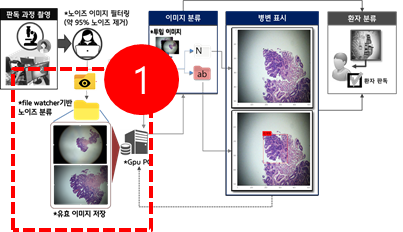 판독 과정 촬영
*노이즈 이미지 필터링
(약 95% 노이즈 제거)
이미지 분류
*투입 이미지
N
ab
병변 표시
환자 분류
환자 판독
1
*file watcher기반
노이즈 분류
*Gpu P
*유효 이미지 저장